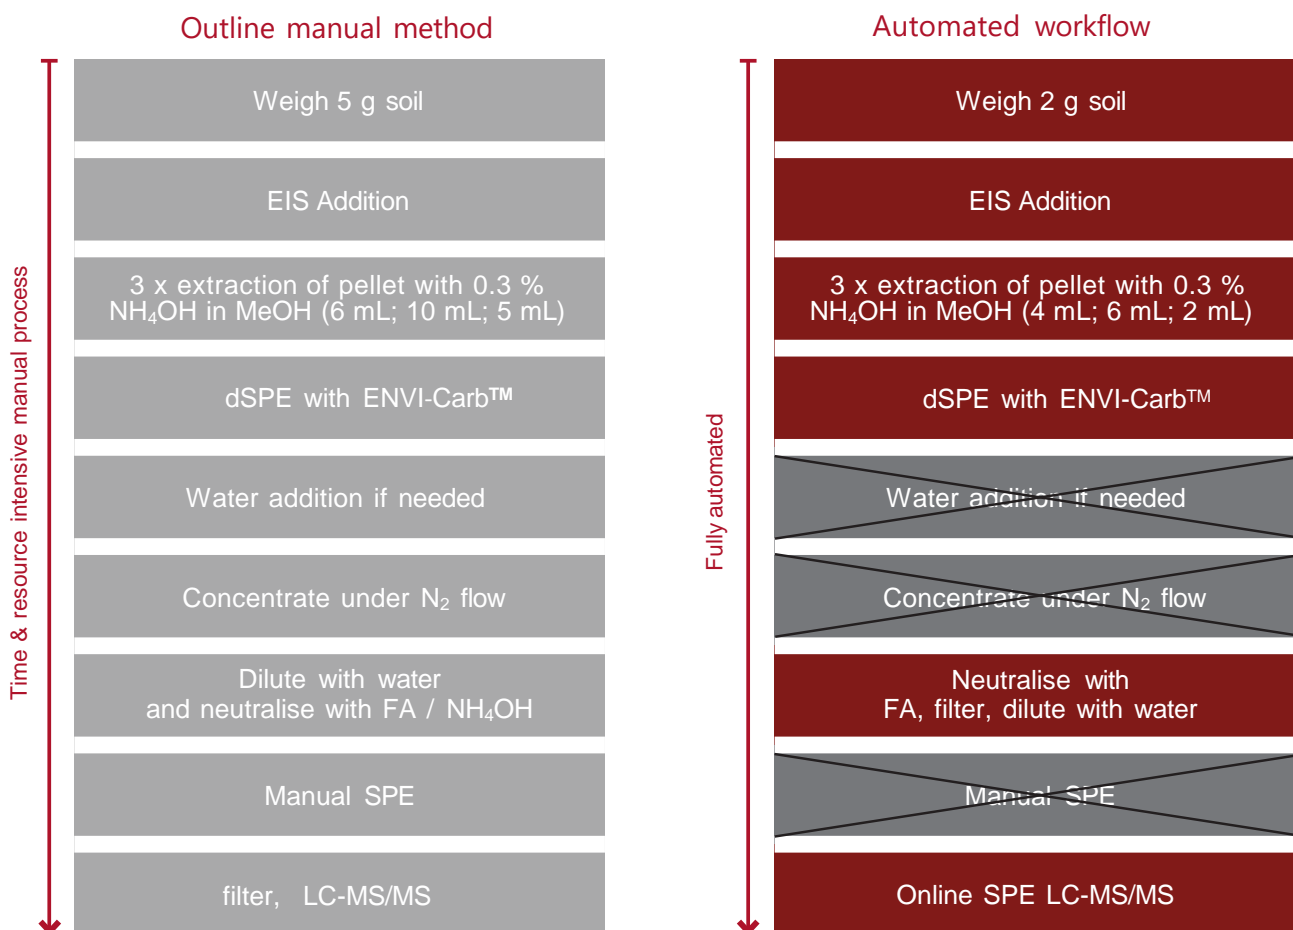 Outline manual method
Time & resource intensive manual process
Weigh 5 g soil
EIS Addition
3 x extraction of pellet with 0.3 %
NH₄OH in MeOH (6 mL; 10 mL; 5 mL)
dSPE with ENVI-Carb™
Water addition if needed
Concentrate under N₂ flow
Dilute with water
and neutralise with FA / NH₄OH
Manual SPE
filter, LC-MS/MS
Automated workflow
Fully automated
Weigh 2 g soil
EIS Addition
3 x extraction of pellet with 0.3 %
NH₄OH in MeOH (4 mL; 6 mL; 2 mL)
dSPE with ENVI-Carb™
Water addition if needed
Concentrate under N₂ flow
Neutralise with
FA, filter, dilute with water
Manual SPE
Online SPE LC-MS/MS